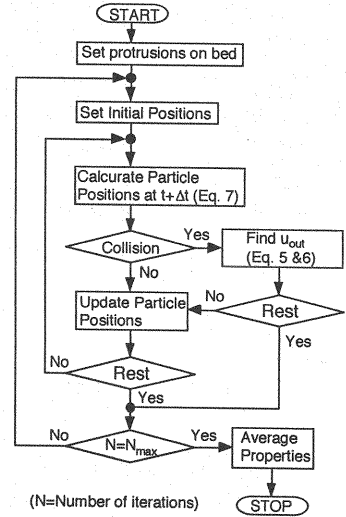 START
Set protrusions on bed
Set Initial Positions
Calcurate Particle
Positions at t+Δt (Eq. 7)
Collision
Yes
Find u_out
(Eq. 5 &6)
No
Update Particle
Positions
No
Rest
Yes
No
Rest
Yes
No
N=N_max
Yes
Average
Properties
(N=Number of iterations)
STOP